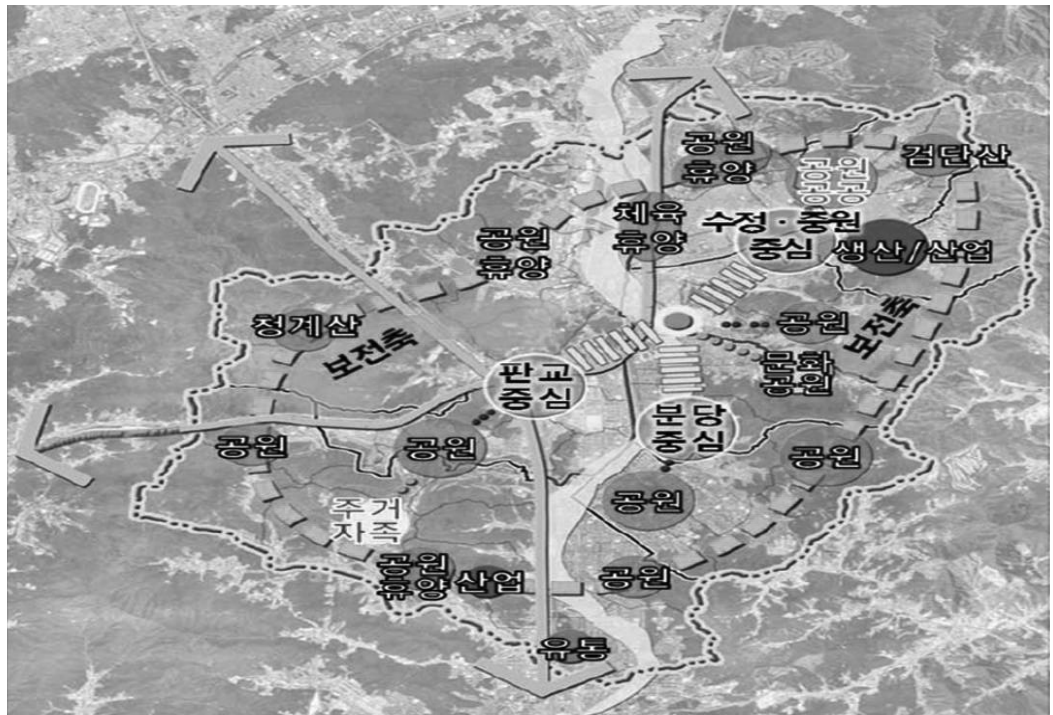 공원
휴양
공원
공공
검단산
체육
휴양
수정·중원
중심
생산/산업
공원
휴양
청계산
보전축
공원
보전축
문화
공원
판교
중심
분당
중심
공원
공원
공원
주거
자족
공원
공원
휴양
산업
공원
유통